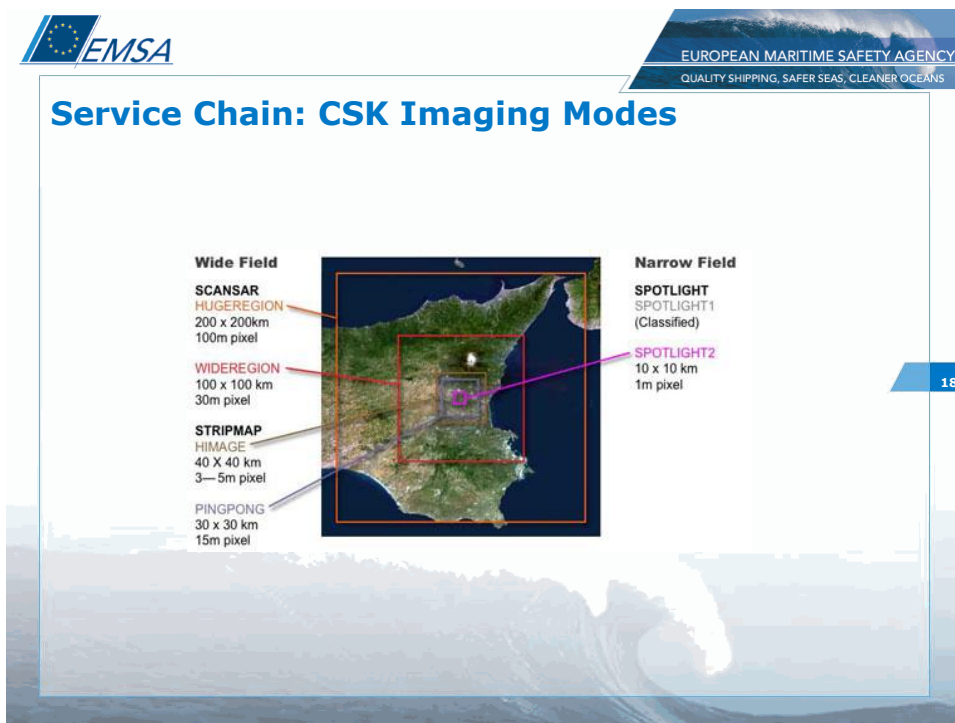 EMSA
EUROPEAN MARITIME SAFETY AGENCY
QUALITY SHIPPING, SAFER SEAS, CLEANER OCEANS
Service Chain: CSK Imaging Modes
Wide Field
SCANSAR
HUGEREGION
200 x 200km
100m pixel
WIDEREGION
100 x 100 km
30m pixel
STRIPMAP
HIMAGE
40 X 40 km
3—5m pixel
PINGPONG
30 x 30 km
15m pixel
Narrow Field
SPOTLIGHT
SPOTLIGHT1
(Classified)
SPOTLIGHT2
10 x 10 km
1m pixel
18